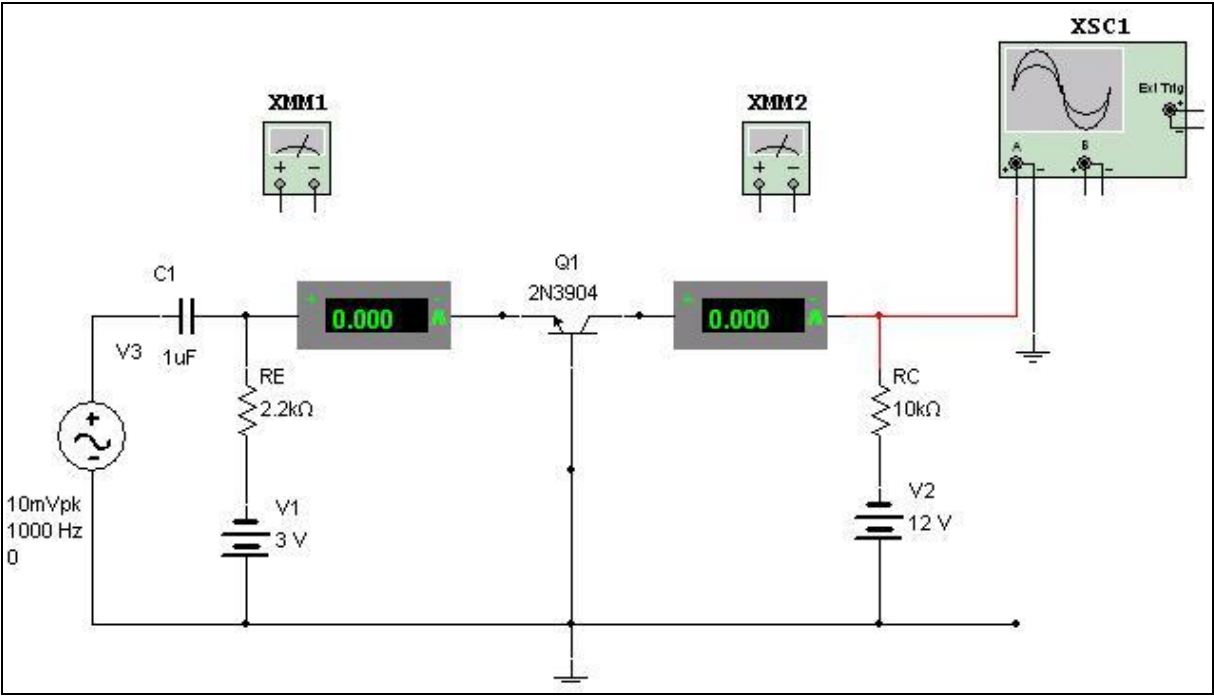 XSC1
Ext Trig
+
−
A
B
+ − + −
XMM1
+ −
XMM2
+ −
C1
1uF
V3
+ − A
0.000
Q1
2N3904
+ − A
0.000
RE
2.2kΩ
RC
10kΩ
+
−
10mVpk
1000 Hz
0
V1
3 V
V2
12 V